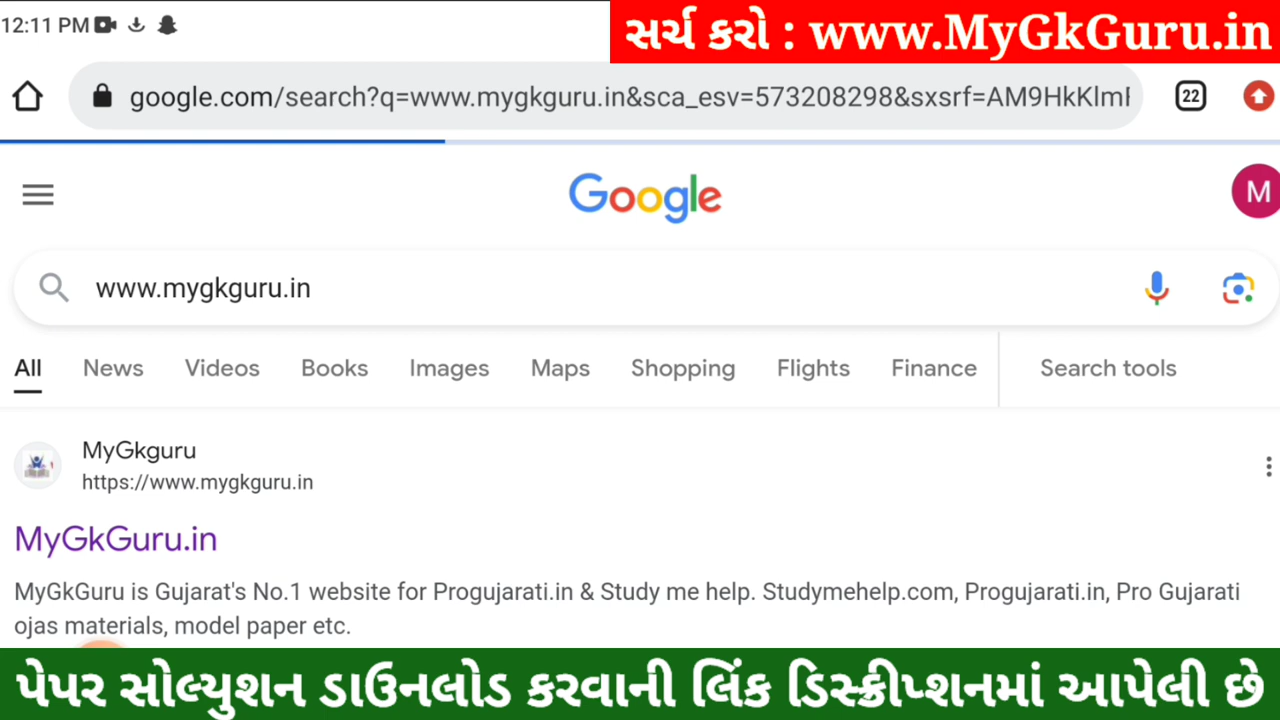 12:11 PM
સર્ચ કરો : www.MyGkGuru.in
google.com/search?q=www.mygkguru.in&sca_esv=573208298&sxsrf=AM9HkKlm
22
Google
M
www.mygkguru.in
All News Videos Books Images Maps Shopping Flights Finance Search tools
MyGkguru
https://www.mygkguru.in
MyGkGuru.in
MyGkGuru is Gujarat's No.1 website for Progujarati.in & Study me help. Studymehelp.com, Progujarati.in, Pro Gujarati
ojas materials, model paper etc.
પેપર સોલ્યુશન ડાઉનલોડ કરવાની લિંક ડિસ્ક્રીપ્શનમાં આપેલી છે